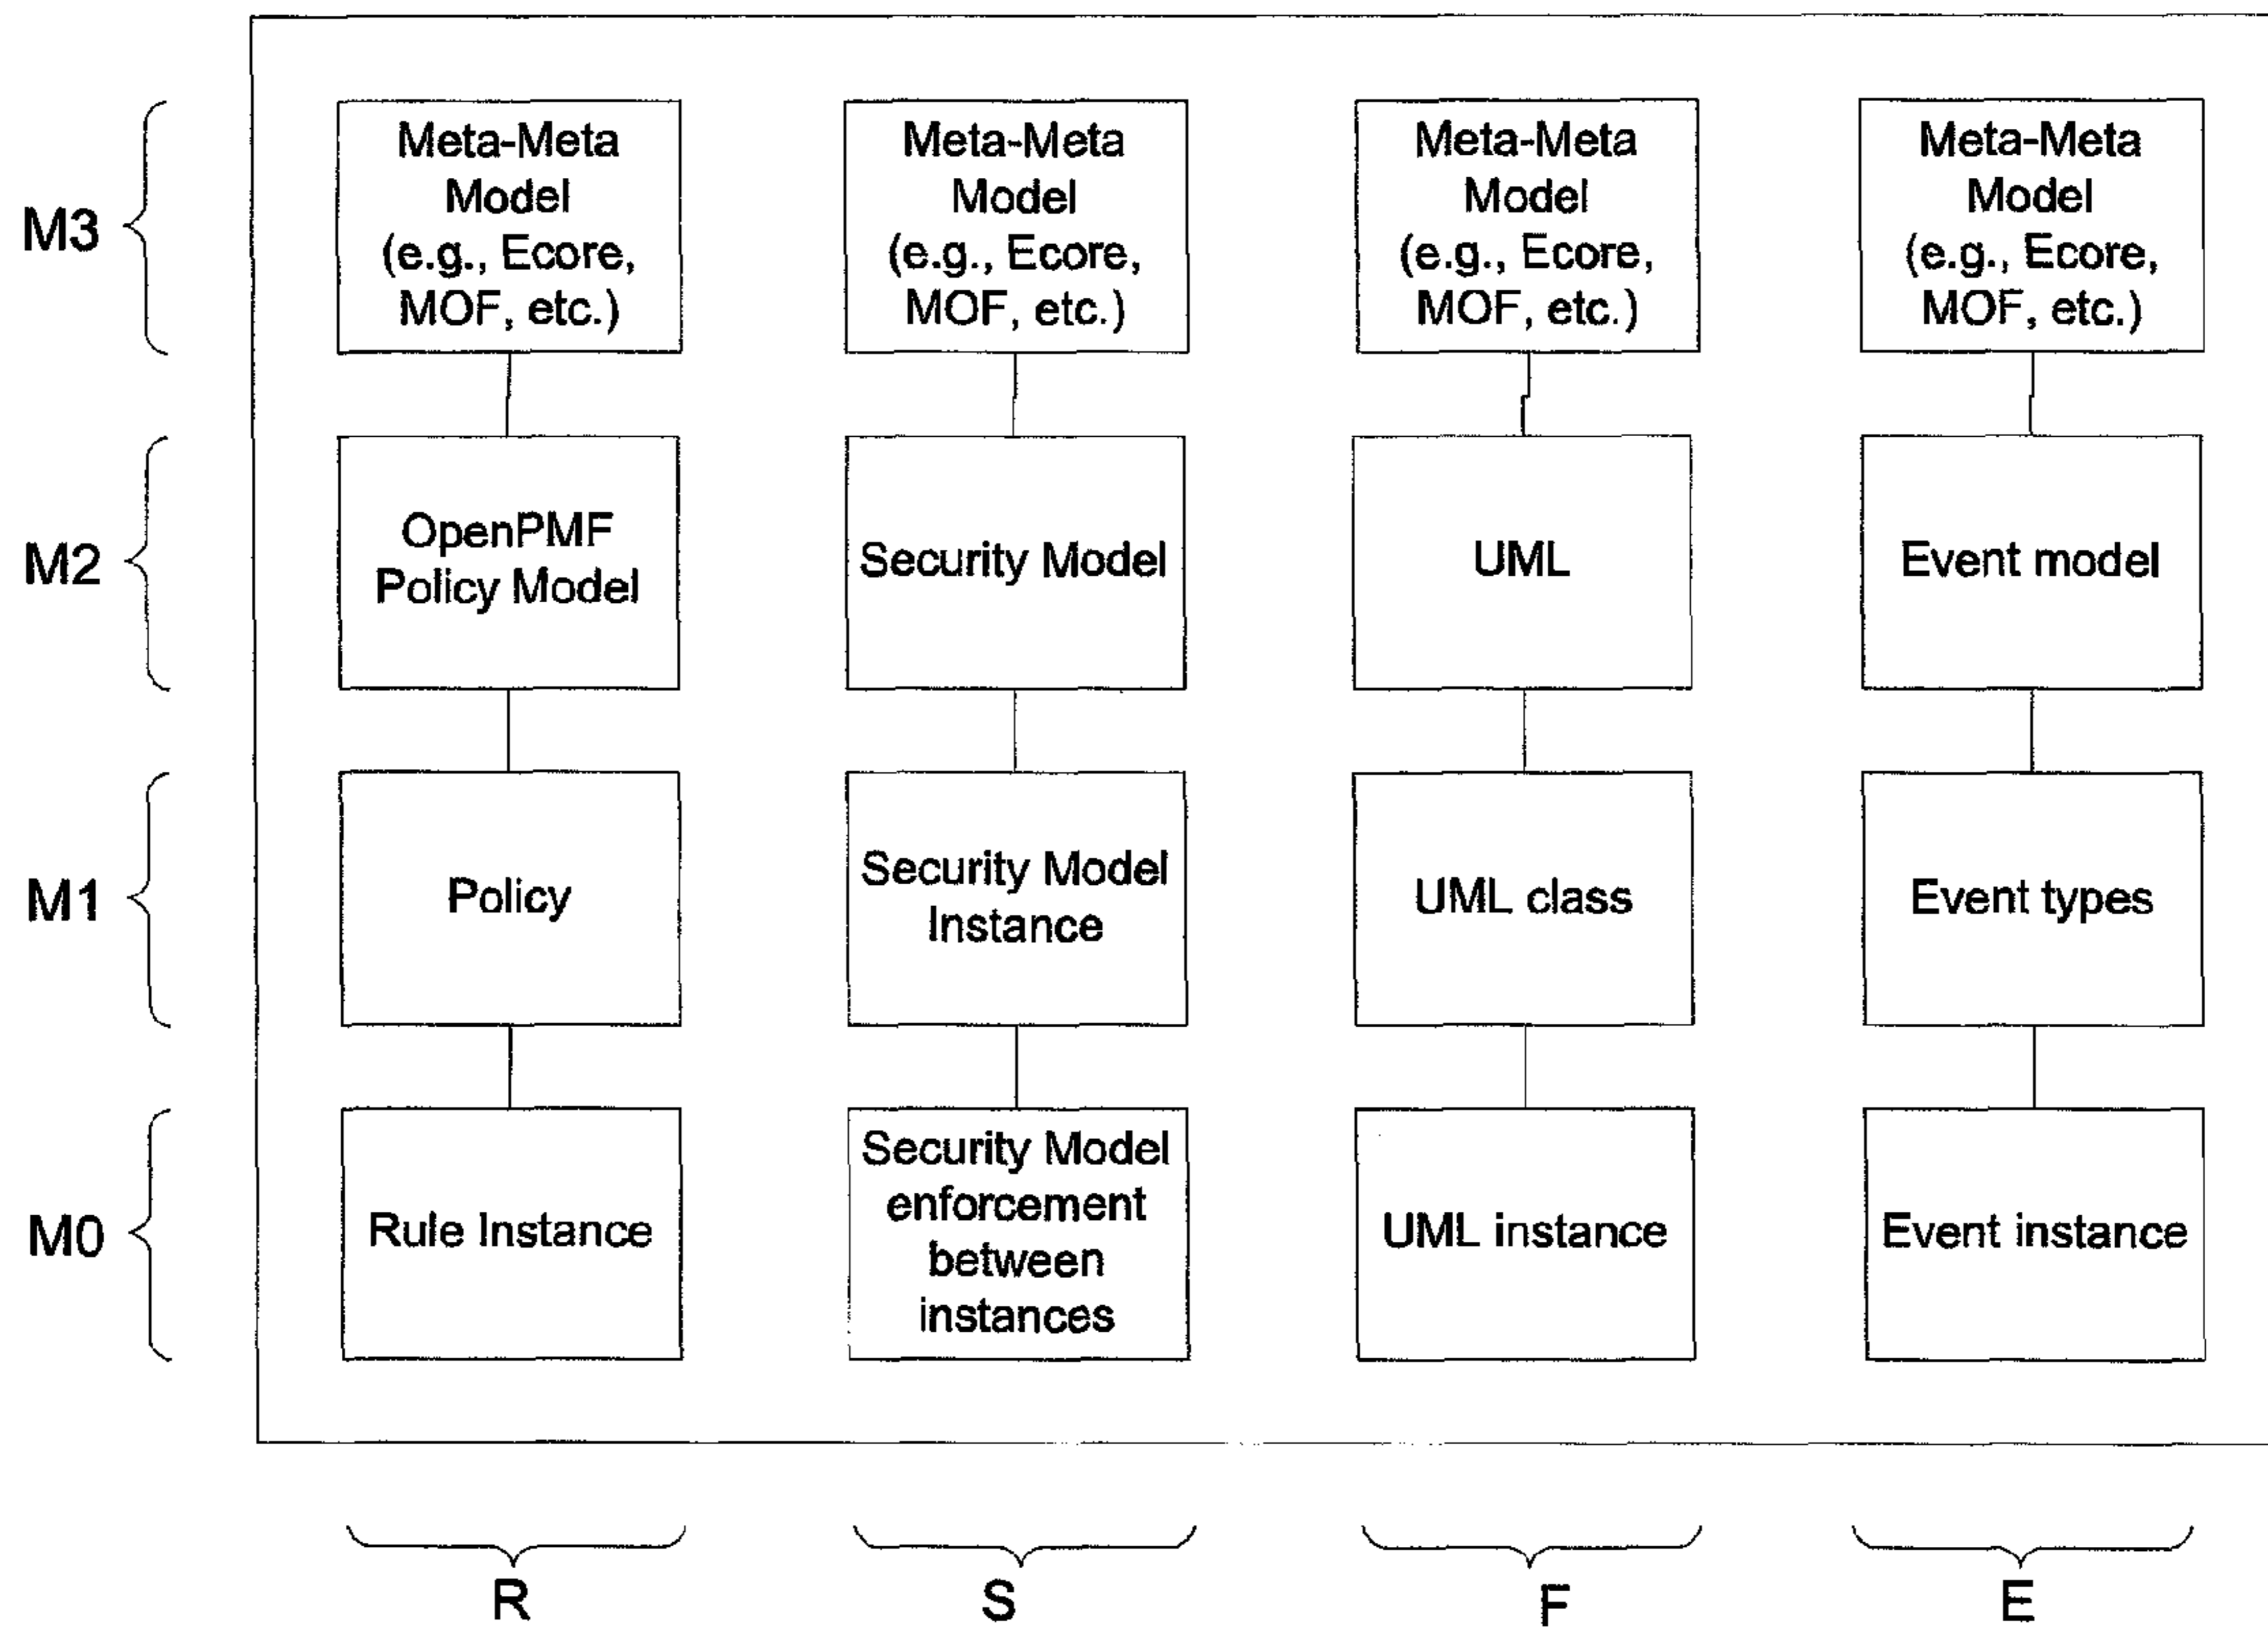 M3
Meta-Meta
Model
(e.g., Ecore,
MOF, etc.)
Meta-Meta
Model
(e.g., Ecore,
MOF, etc.)
Meta-Meta
Model
(e.g., Ecore,
MOF, etc.)
Meta-Meta
Model
(e.g., Ecore,
MOF, etc.)
M2
OpenPMF
Policy Model
Security Model
UML
Event model
M1
Policy
Security Model
Instance
UML class
Event types
M0
Rule Instance
Security Model
enforcement
between
instances
UML instance
Event instance
R
S
F
E